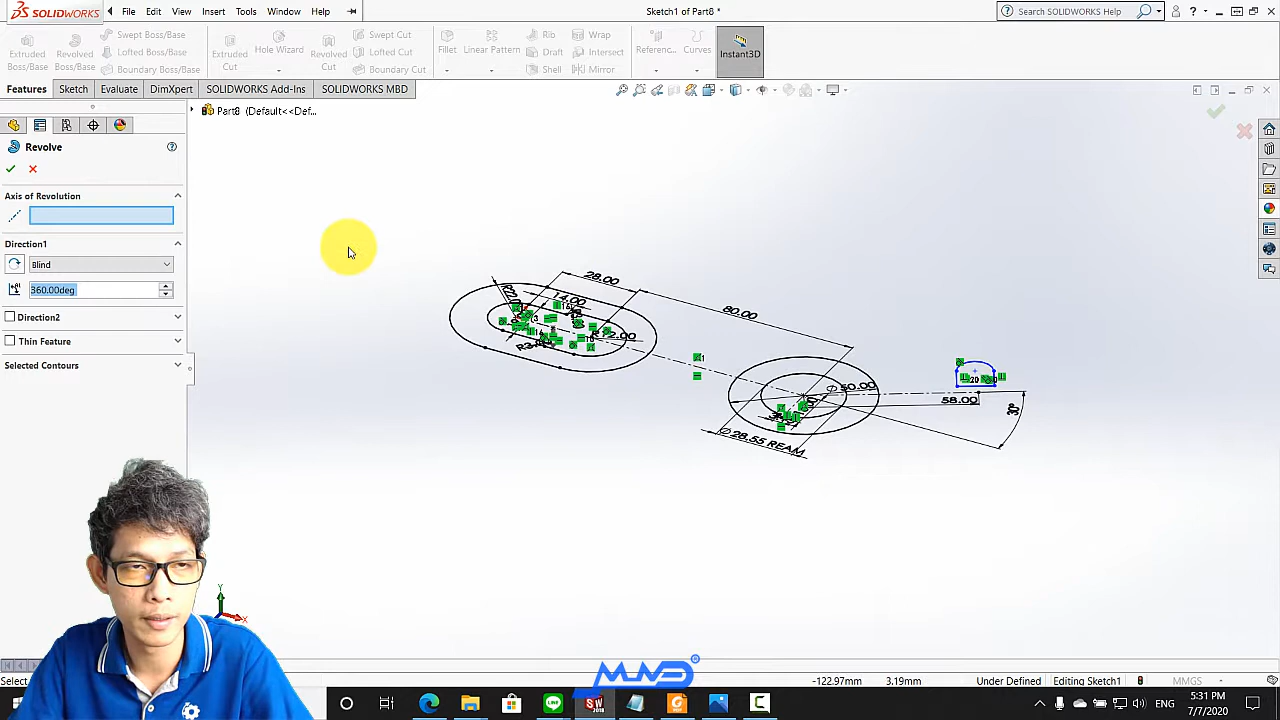 SOLIDWORKS File Edit View Insert Tools Window Help Sketch1 of Part8 * Search SOLIDWORKS Help
Extruded Boss/Base
Revolved Boss/Base
Swept Boss/Base
Lofted Boss/Base
Boundary Boss/Base
Extruded Cut
Hole Wizard
Revolved Cut
Swept Cut
Lofted Cut
Boundary Cut
Fillet
Linear Pattern
Rib
Draft
Shell
Wrap
Intersect
Mirror
Referenc...
Curves
Instant3D
Features Sketch Evaluate DimXpert SOLIDWORKS Add-Ins SOLIDWORKS MBD
Part8 (Default<<Def...
Revolve
Axis of Revolution
Direction1
Blind
360.00deg
Direction2
Thin Feature
Selected Contours
28.00
14.00
80.00
50.00
58.00
30°
Ø28.55 REAM
Y
X
MMD
-122.97mm 3.19mm Under Defined Editing Sketch1 MMGS
ENG
5:31 PM
7/7/2020